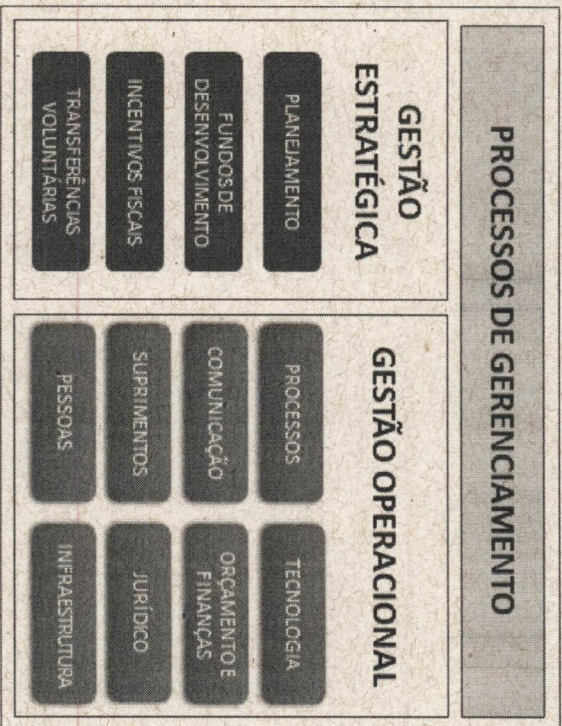 PROCESSOS DE GERENCIAMENTO
GESTÃO
ESTRATÉGICA
PLANEJAMENTO
FUNDOS DE
DESENVOLVIMENTO
INCENTIVOS FISCAIS
TRANSFERÊNCIAS
VOLUNTÁRIAS
GESTÃO OPERACIONAL
PROCESSOS
TECNOLOGIA
COMUNICAÇÃO
ORÇAMENTO E
FINANÇAS
SUPRIMENTOS
JURÍDICO
PESSOAS
INFRAESTRUTURA